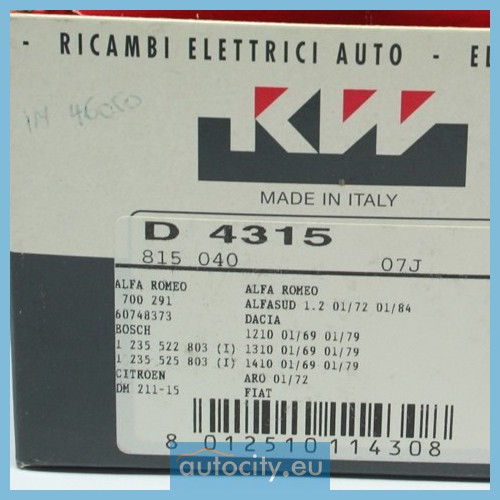 - RICAMBI ELETTRICI AUTO - EL
KW
MADE IN ITALY
D 4315
815 040 07J
ALFA ROMEO
700 291
60748373
BOSCH
1 235 522 803 (I)
1 235 525 803 (I)
CITROEN
DM 211-15
ALFA ROMEO
ALFASUD 1.2 01/72 01/84
DACIA
1210 01/69 01/79
1310 01/69 01/79
1410 01/69 01/79
ARO 01/72
FIAT
8 012510 114308
autocity.eu